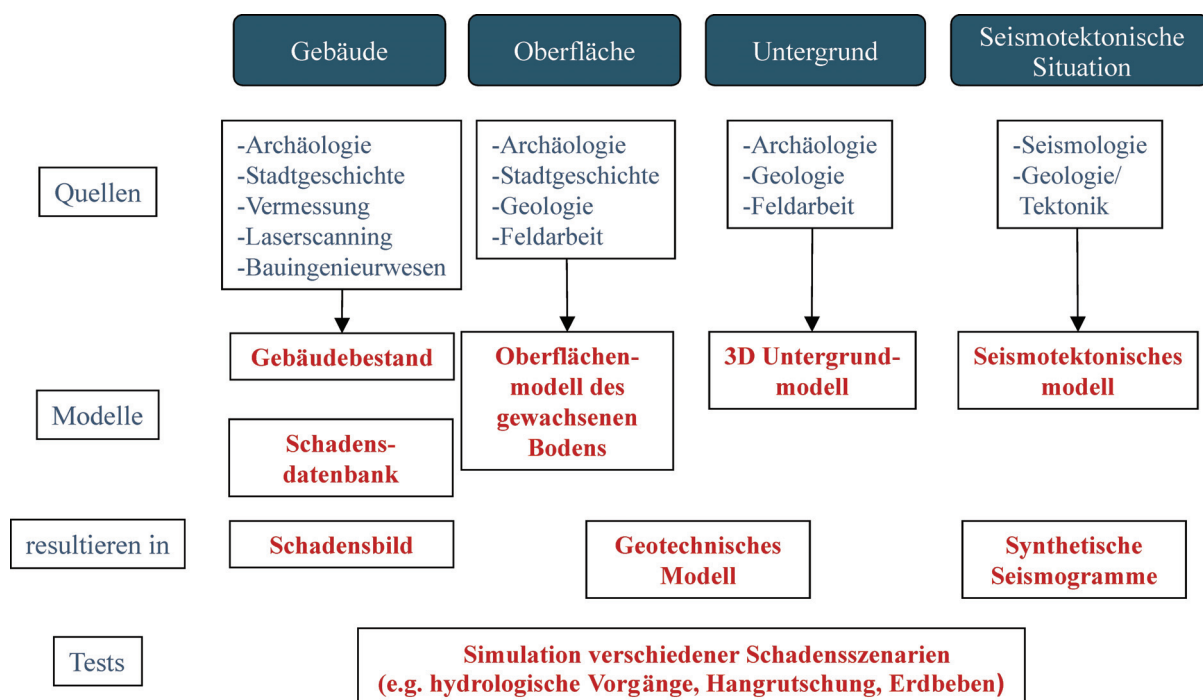 Gebäude
Oberfläche
Untergrund
Seismotektonische
Situation
Quellen
-Archäologie
-Stadtgeschichte
-Vermessung
-Laserscanning
-Bauingenieurwesen
-Archäologie
-Stadtgeschichte
-Geologie
-Feldarbeit
-Archäologie
-Geologie
-Feldarbeit
-Seismologie
-Geologie/
Tektonik
Modelle
Gebäudebestand
Schadens-
datenbank
Oberflächen-
modell des
gewachsenen
Bodens
3D Untergrund-
modell
Seismotektonisches
modell
resultieren in
Schadensbild
Geotechnisches
Modell
Synthetische
Seismogramme
Tests
Simulation verschiedener Schadensszenarien
(e.g. hydrologische Vorgänge, Hangrutschung, Erdbeben)